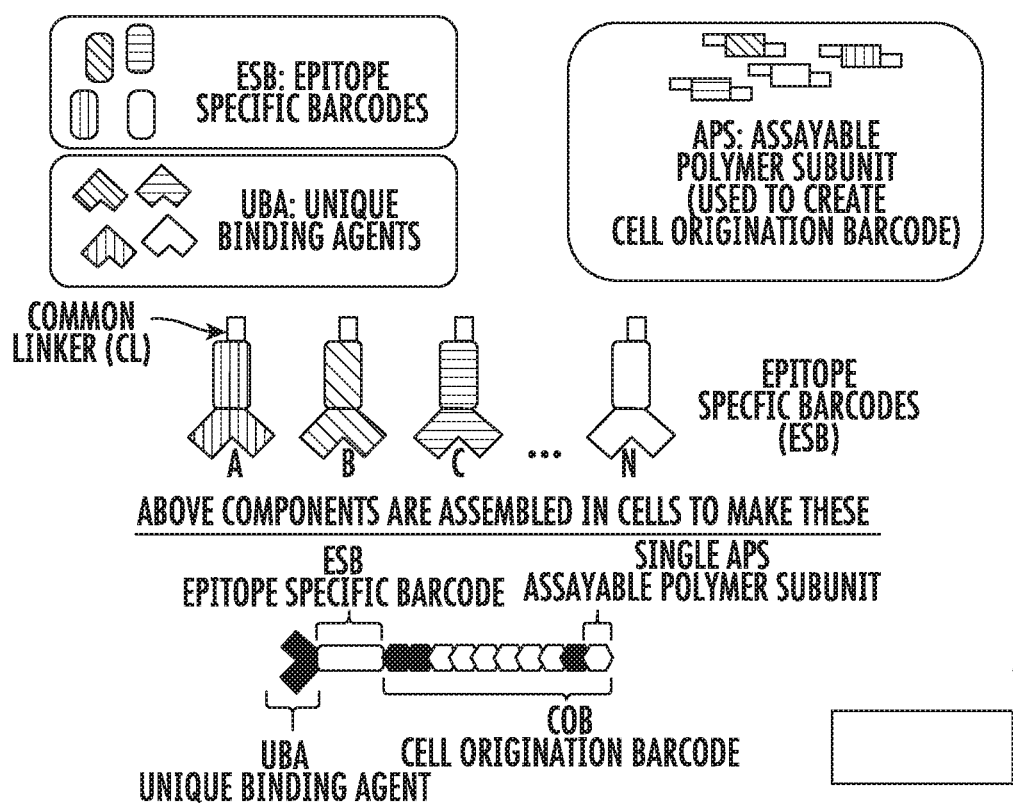 ESB: EPITOPE
SPECIFIC BARCODES
UBA: UNIQUE
BINDING AGENTS
APS: ASSAYABLE
POLYMER SUBUNIT
(USED TO CREATE
CELL ORIGINATION BARCODE)
COMMON
LINKER (CL)
A
B
C
...
N
EPITOPE
SPECFIC BARCODES
(ESB)
ABOVE COMPONENTS ARE ASSEMBLED IN CELLS TO MAKE THESE
ESB
EPITOPE SPECIFIC BARCODE
SINGLE APS
ASSAYABLE POLYMER SUBUNIT
UBA
UNIQUE BINDING AGENT
COB
CELL ORIGINATION BARCODE